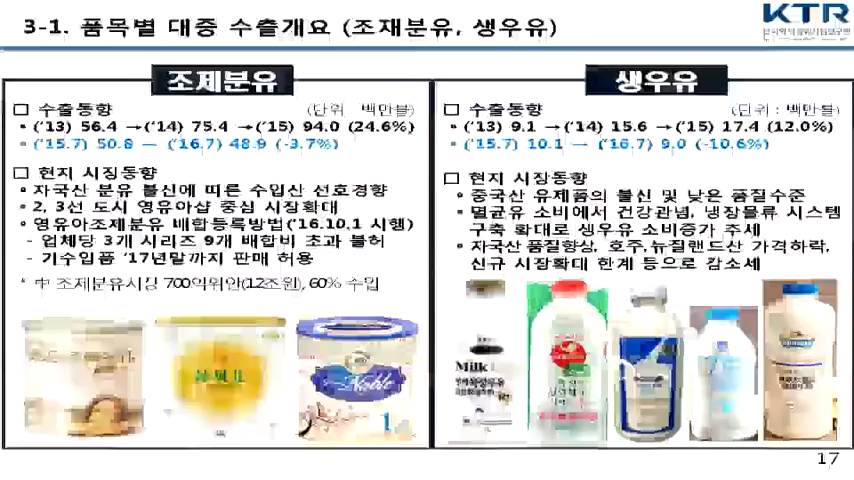 3-1. 품목별 대중 수출개요 (조재분유, 생우유)
KTR
조제분유
□ 수출동향 (단위 백만불)
• ('13) 56.4 →('14) 75.4 →('15) 94.0 (24.6%)
• ('15.7) 50.8 → ('16.7) 48.9 (-3.7%)
□ 현지 시장동향
• 자국산 분유 불신에 따른 수입산 선호경향
• 2, 3선 도시 영유아샵 중심 시장확대
• 영유아조제분유 배합등록방법('16.10.1 시행)
- 업체당 3개 시리즈 9개 배합비 초과 불허
- 기수입품 '17년말까지 판매 허용
* 中 조제분유시장 700억위안(12조원), 60% 수입
Noble
생우유
□ 수출동향 (단위 : 백만불)
• ('13) 9.1 →('14) 15.6 →('15) 17.4 (12.0%)
• ('15.7) 10.1 → ('16.7) 9.0 (-10.6%)
□ 현지 시장동향
• 중국산 유제품의 불신 및 낮은 품질수준
• 멸균유 소비에서 건강관념, 냉장물류 시스템
구축 확대로 생우유 소비증가 추세
• 자국산품질향상, 호주,뉴질랜드산 가격하락,
신규 시장확대 한계 등으로 감소세
Milk
17